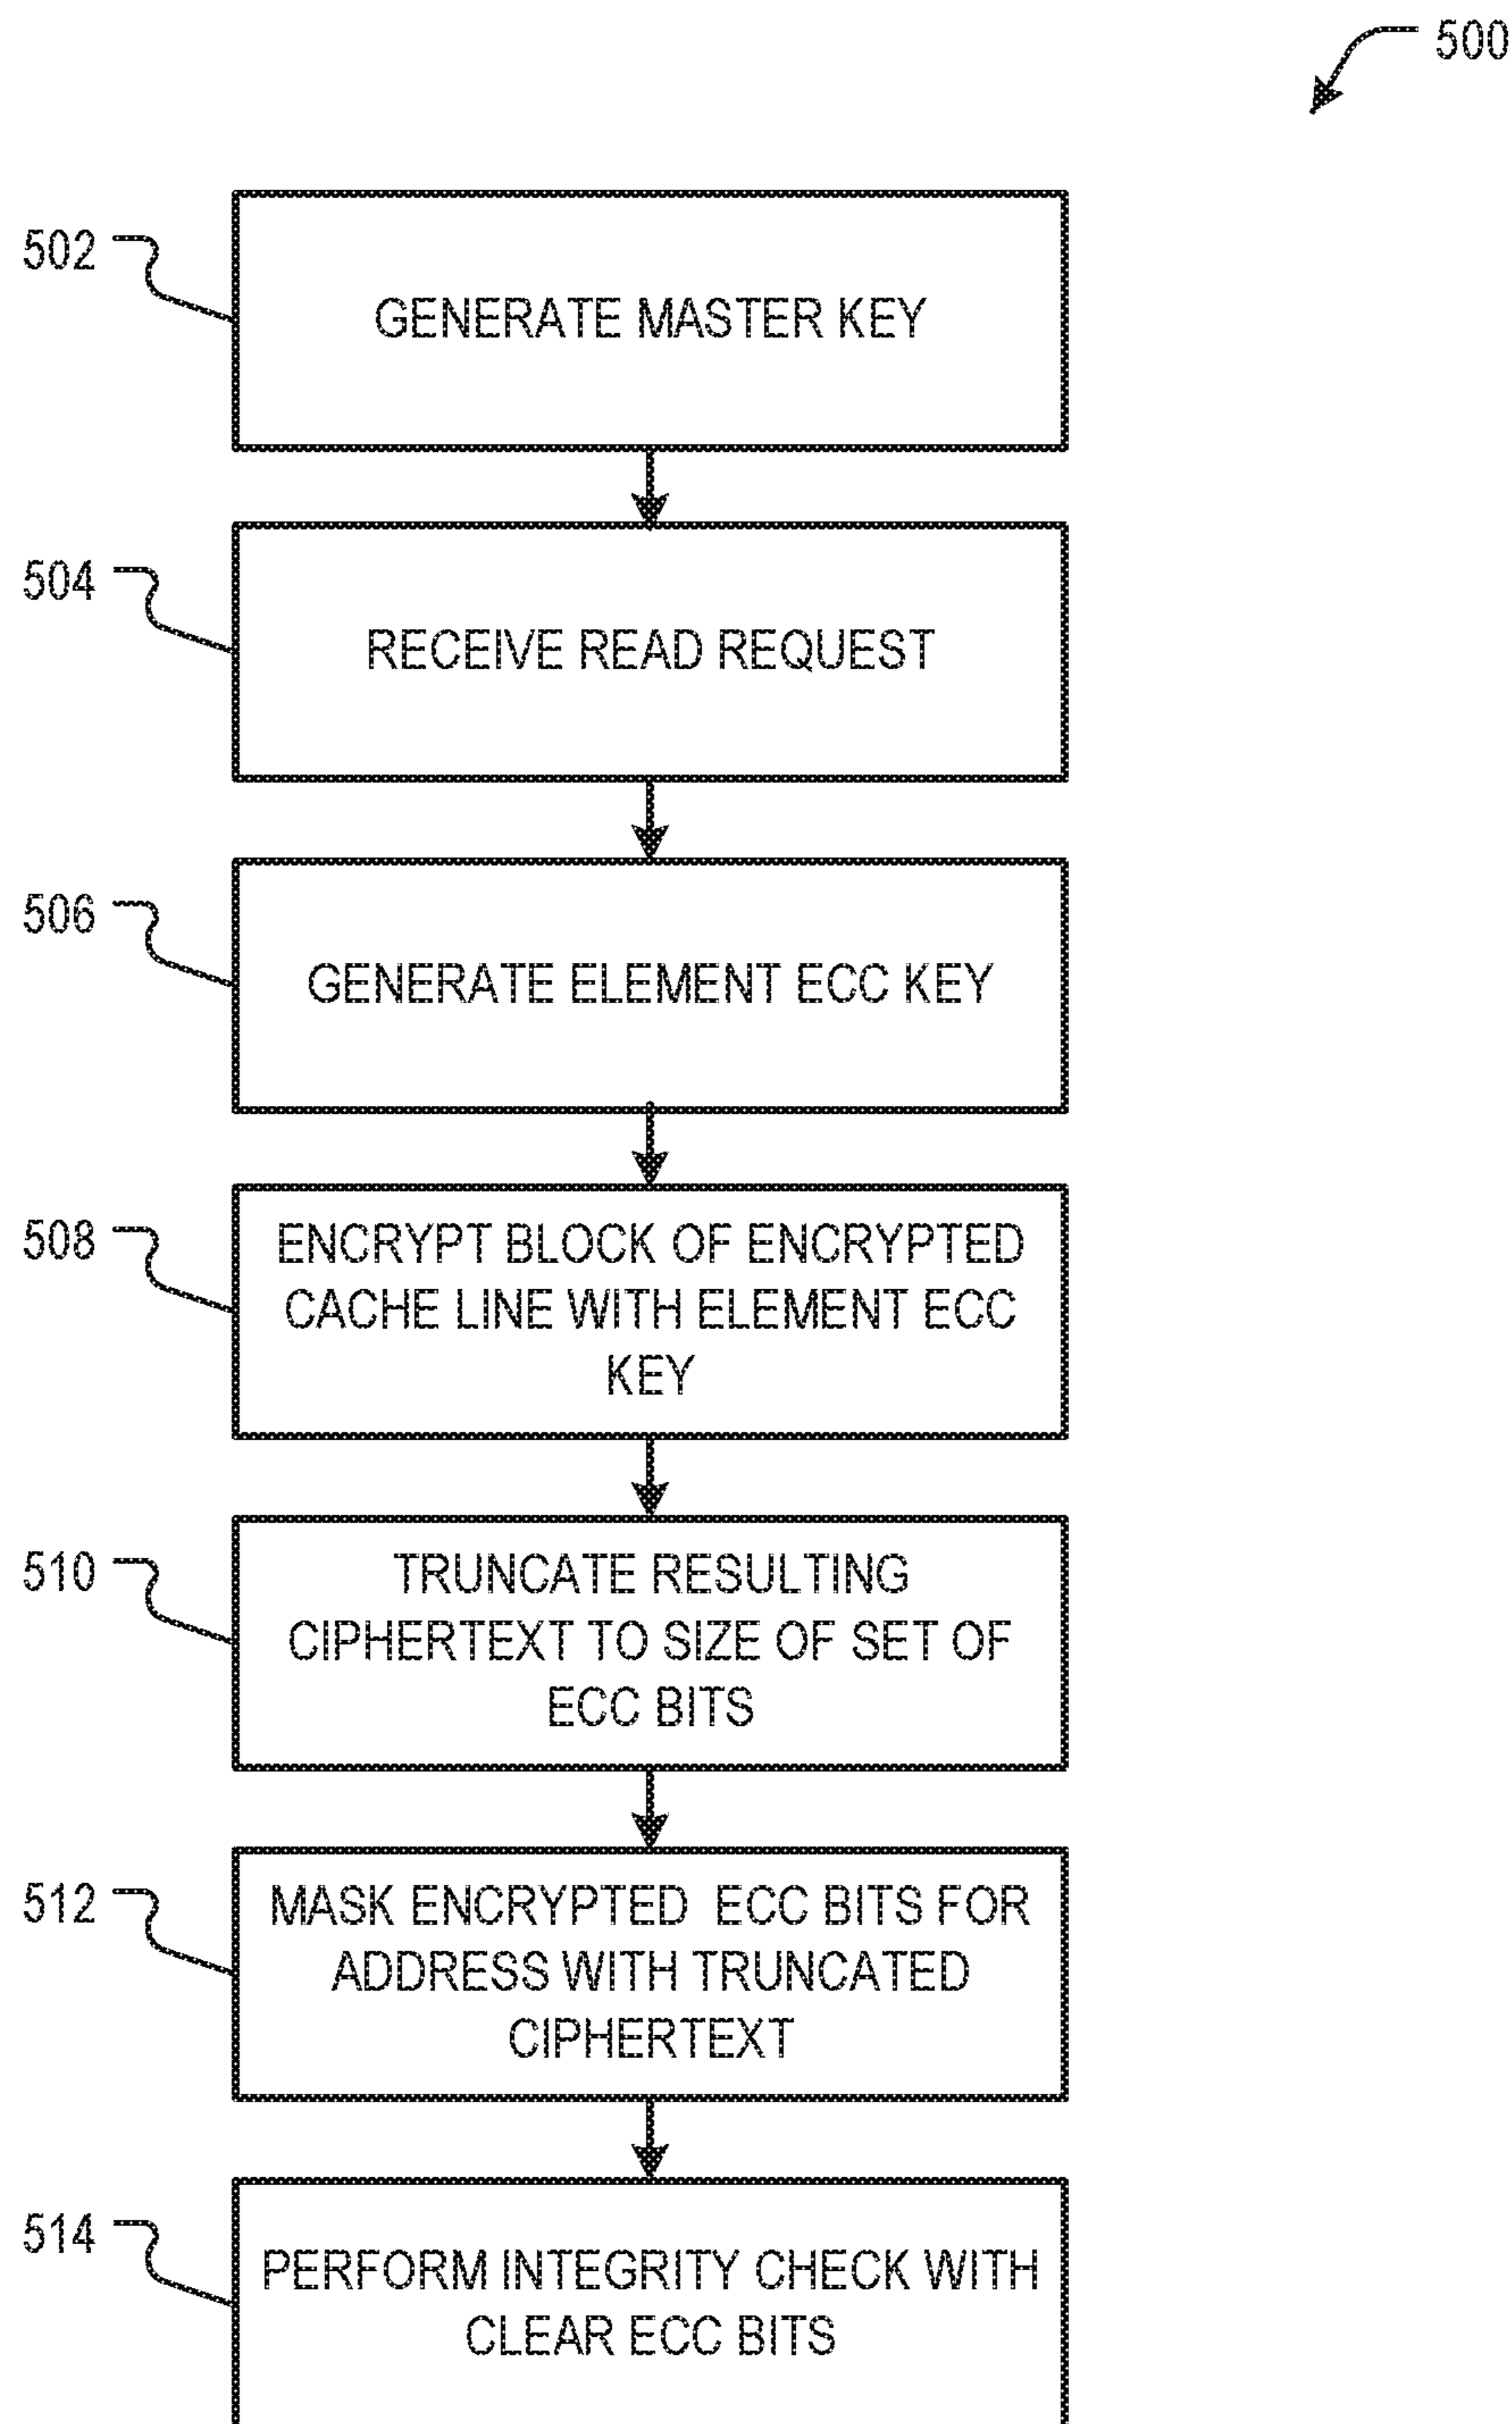 500
502
GENERATE MASTER KEY
504
RECEIVE READ REQUEST
506
GENERATE ELEMENT ECC KEY
508
ENCRYPT BLOCK OF ENCRYPTED
CACHE LINE WITH ELEMENT ECC
KEY
510
TRUNCATE RESULTING
CIPHERTEXT TO SIZE OF SET OF
ECC BITS
512
MASK ENCRYPTED ECC BITS FOR
ADDRESS WITH TRUNCATED
CIPHERTEXT
514
PERFORM INTEGRITY CHECK WITH
CLEAR ECC BITS